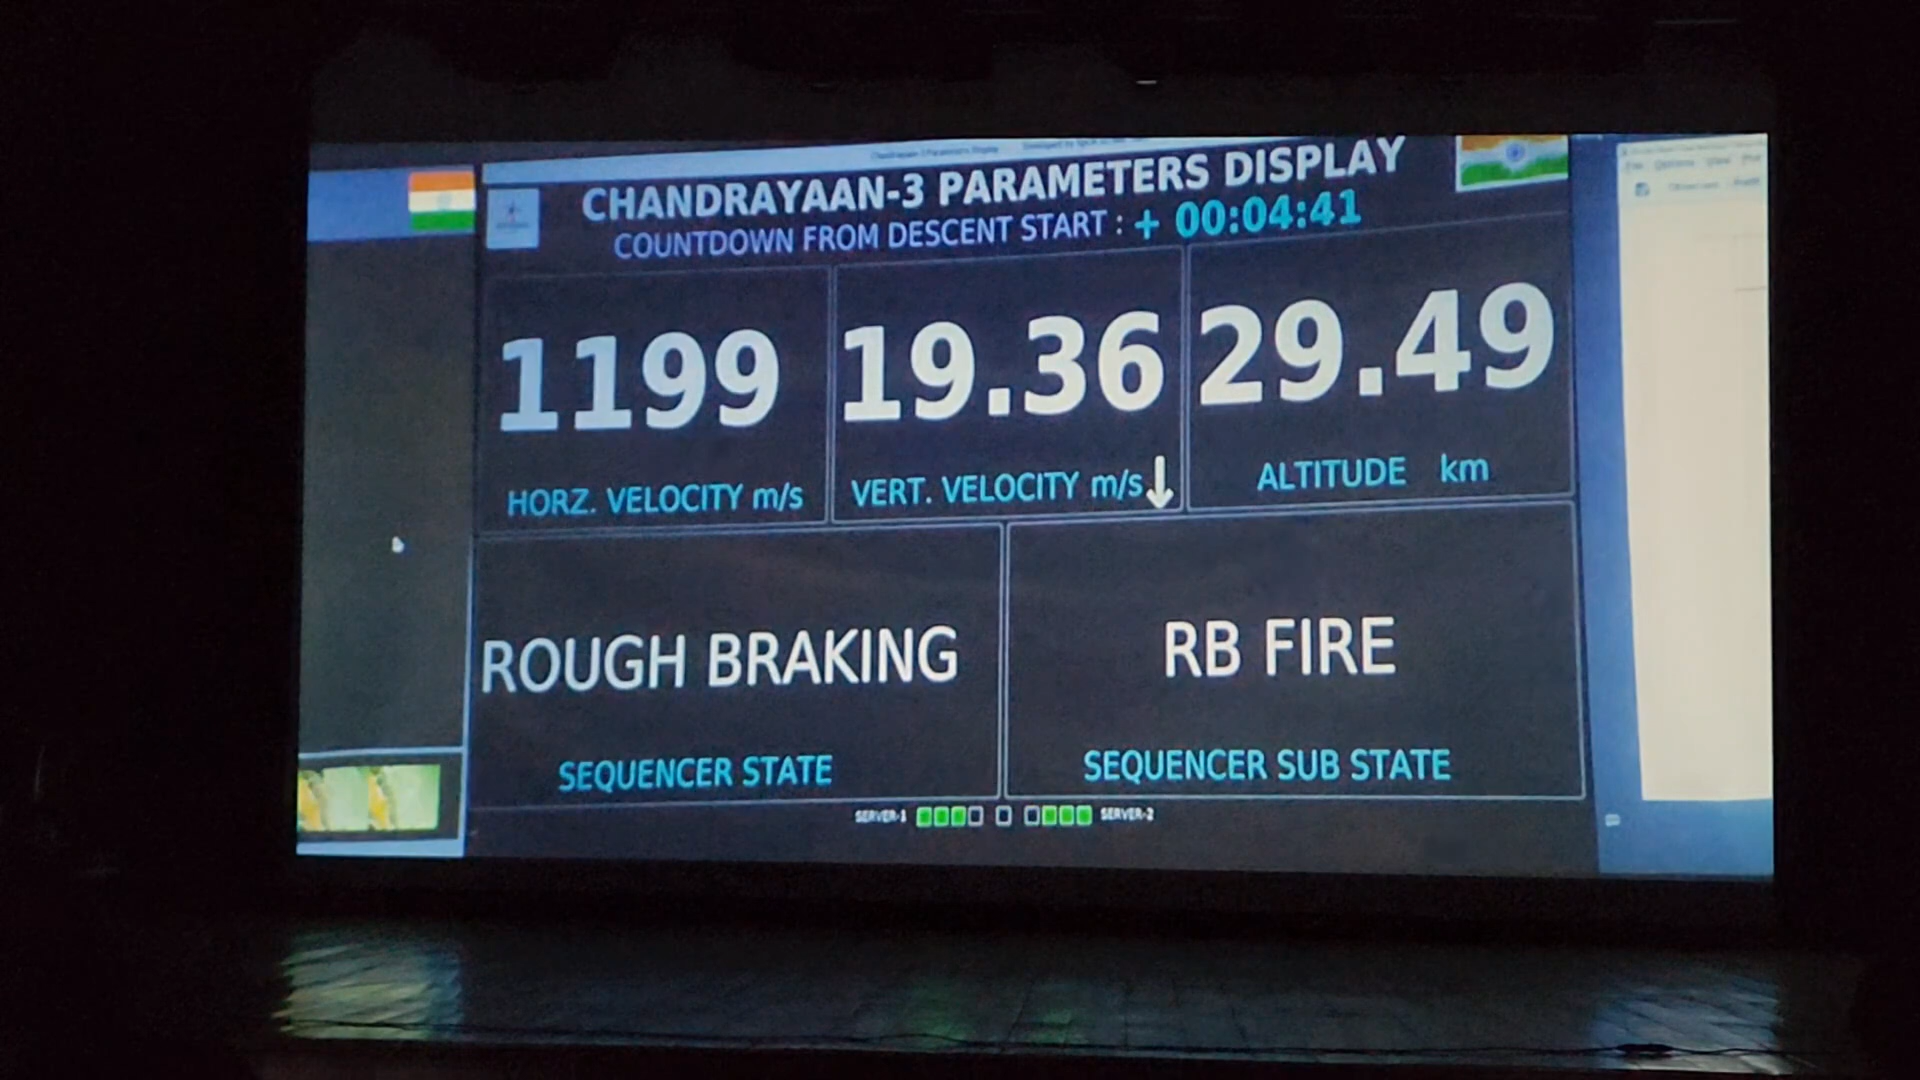 CHANDRAYAAN-3 PARAMETERS DISPLAY
COUNTDOWN FROM DESCENT START : + 00:04:41
1199
HORZ. VELOCITY m/s
19.36
VERT. VELOCITY m/s
29.49
ALTITUDE km
ROUGH BRAKING
SEQUENCER STATE
RB FIRE
SEQUENCER SUB STATE
SERVER-1
SERVER-2